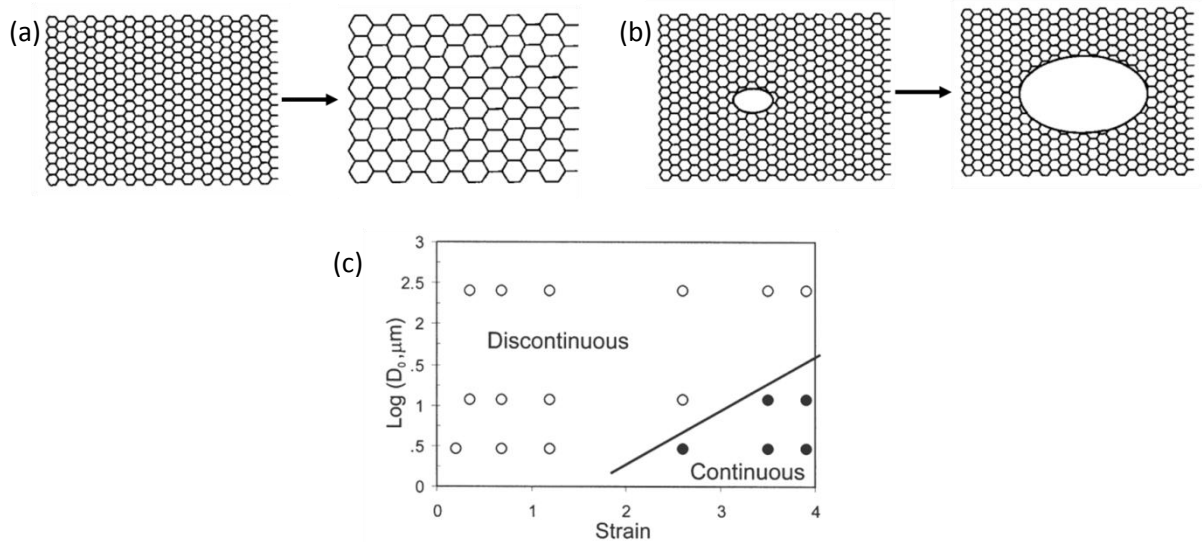 (a)
(b)
(c)
3
2.5
2
.5
1
.5
0
Log (D₀,μm)
Discontinuous
Continuous
0 1 2 3 4
Strain